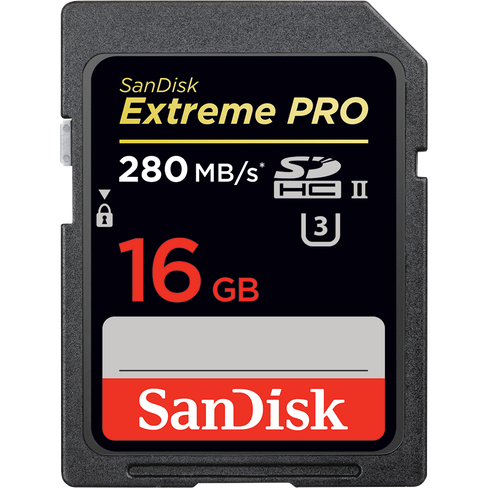 SanDisk
Extreme PRO
280 MB/s* SD HC II
3
16 GB
SanDisk